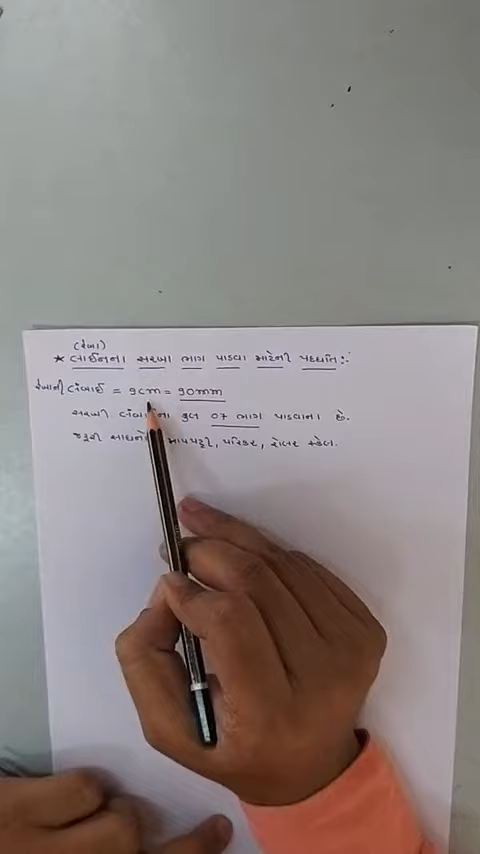 (રેખા)
* લાઈનના સરખા ભાગ પાડવા માટેની પદ્ધતિ:-
રેખાની લંબાઈ = 9cm = 90mm
સરખી લંબાઈના કુલ 07 ભાગ પાડવાના છે.
જરૂરી સાધનો માપપટ્ટી, પરિકર, રોલર સ્કેલ.